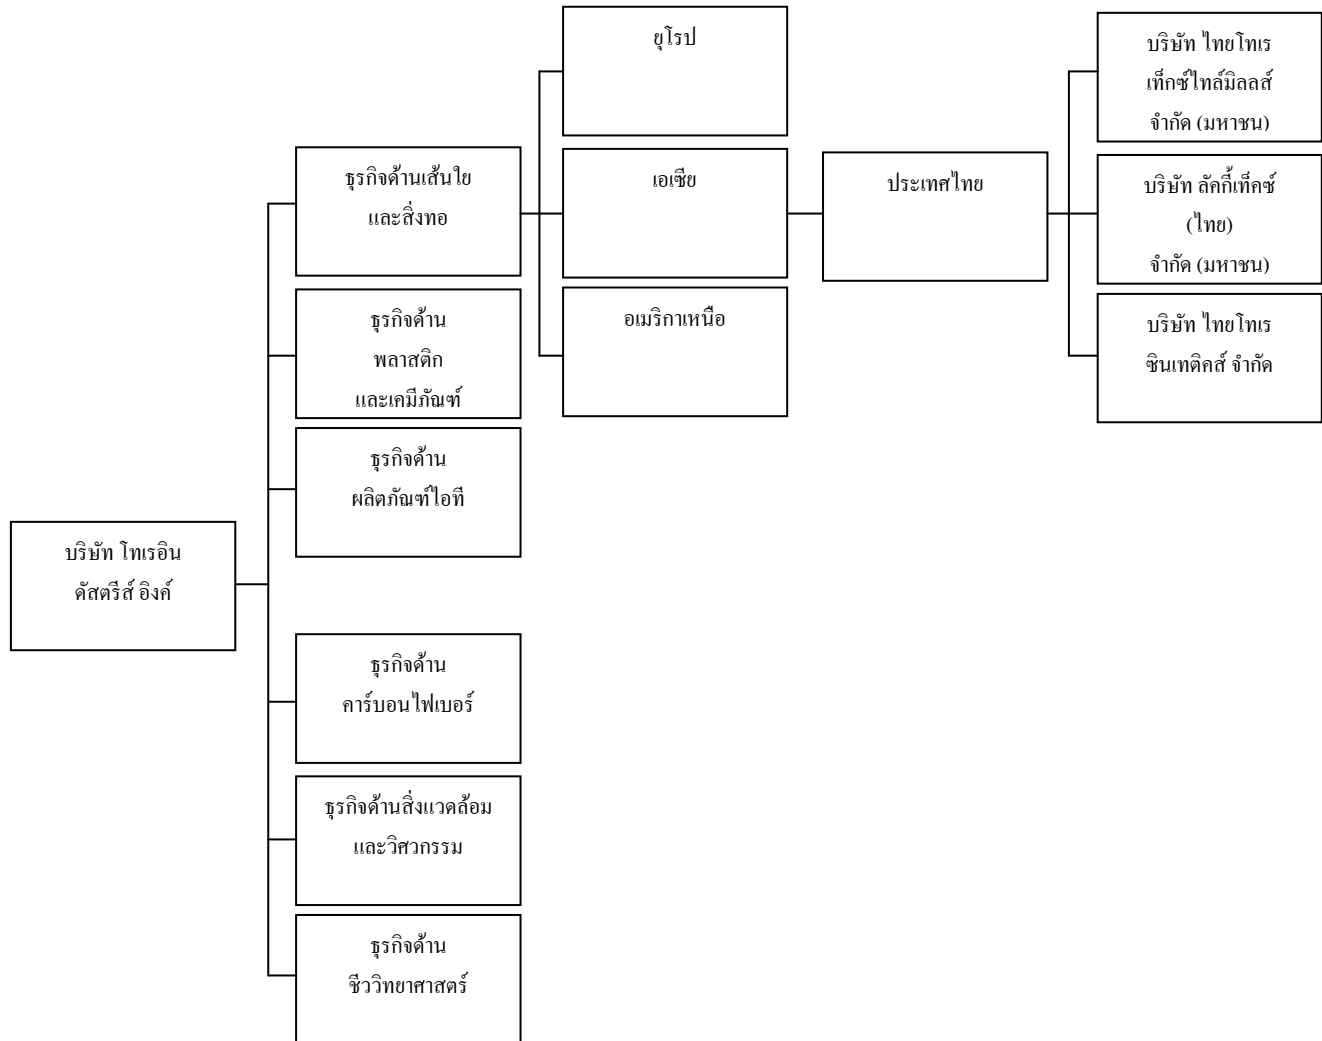 ยุโรป
บริษัท ไทยโทเร
เท็กซ์ไทล์มิลลส์
จำกัด (มหาชน)
ธุรกิจด้านเส้นใย
และสิ่งทอ
เอเซีย
ประเทศไทย
บริษัท ลัคกี้เท็คซ์
(ไทย)
จำกัด (มหาชน)
ธุรกิจด้าน
พลาสติก
และเคมีภัณฑ์
อเมริกาเหนือ
บริษัท ไทยโทเร
ซินเทติคส์ จำกัด
ธุรกิจด้าน
ผลิตภัณฑ์ไอที
บริษัท โทเรอิน
ดัสตรีส์ อิงค์
ธุรกิจด้าน
คาร์บอนไฟเบอร์
ธุรกิจด้านสิ่งแวดล้อม
และวิศวกรรม
ธุรกิจด้าน
ชีววิทยาศาสตร์